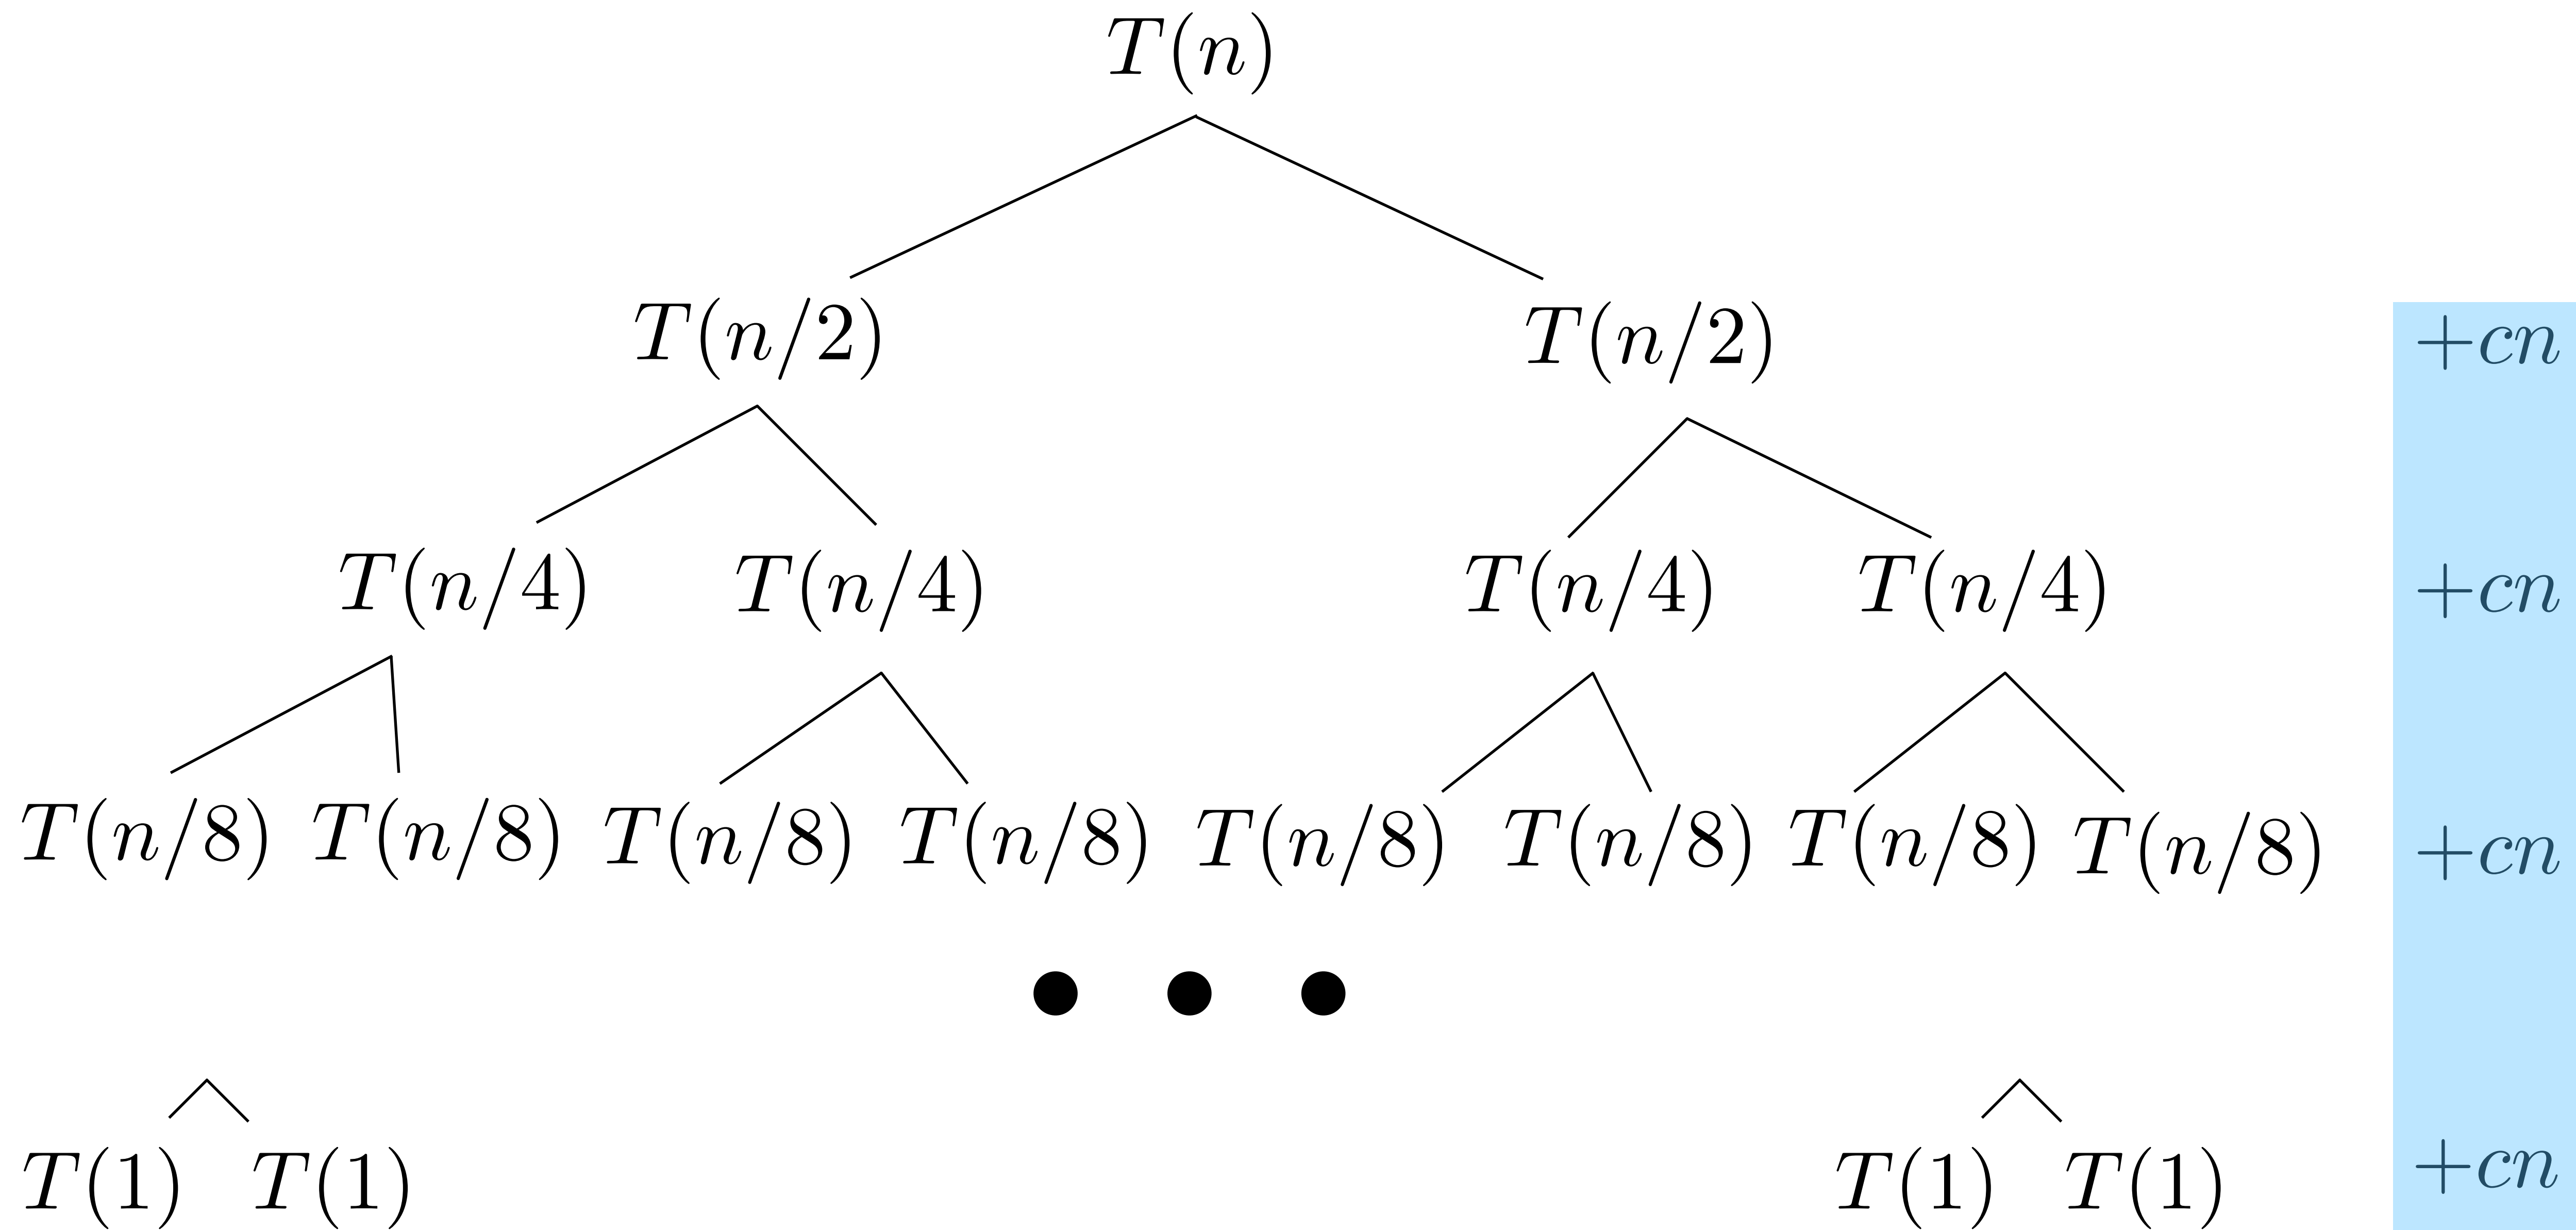 T(n)
T(n/2) T(n/2) +cn
T(n/4) T(n/4) T(n/4) T(n/4) +cn
T(n/8) T(n/8) T(n/8) T(n/8) T(n/8) T(n/8) T(n/8) T(n/8) +cn
T(1) T(1) T(1) T(1) +cn